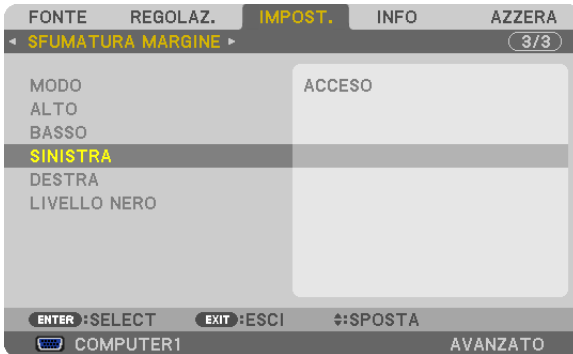 FONTE REGOLAZ. IMPOST. INFO AZZERA
SFUMATURA MARGINE 3/3
MODO ACCESO
ALTO
BASSO
SINISTRA
DESTRA
LIVELLO NERO
ENTER :SELECT EXIT :ESCI :SPOSTA
COMPUTER1 AVANZATO